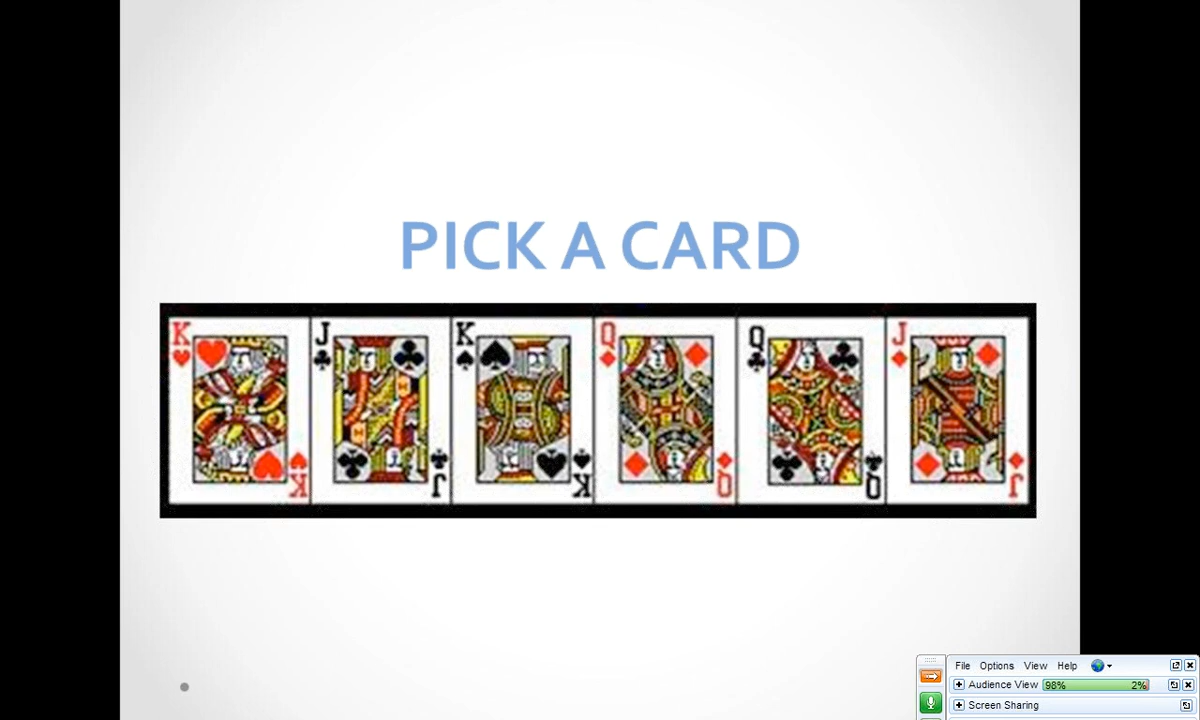 PICK A CARD
K J K Q Q J
K J K Q Q J
File Options View Help
Audience View 98% 2%
Screen Sharing